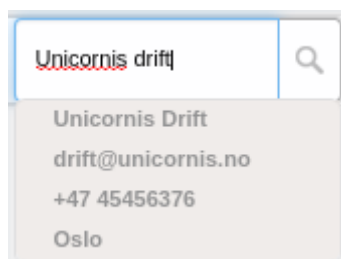 Unicornis drift
Unicornis Drift
drift@unicornis.no
+47 45456376
Oslo